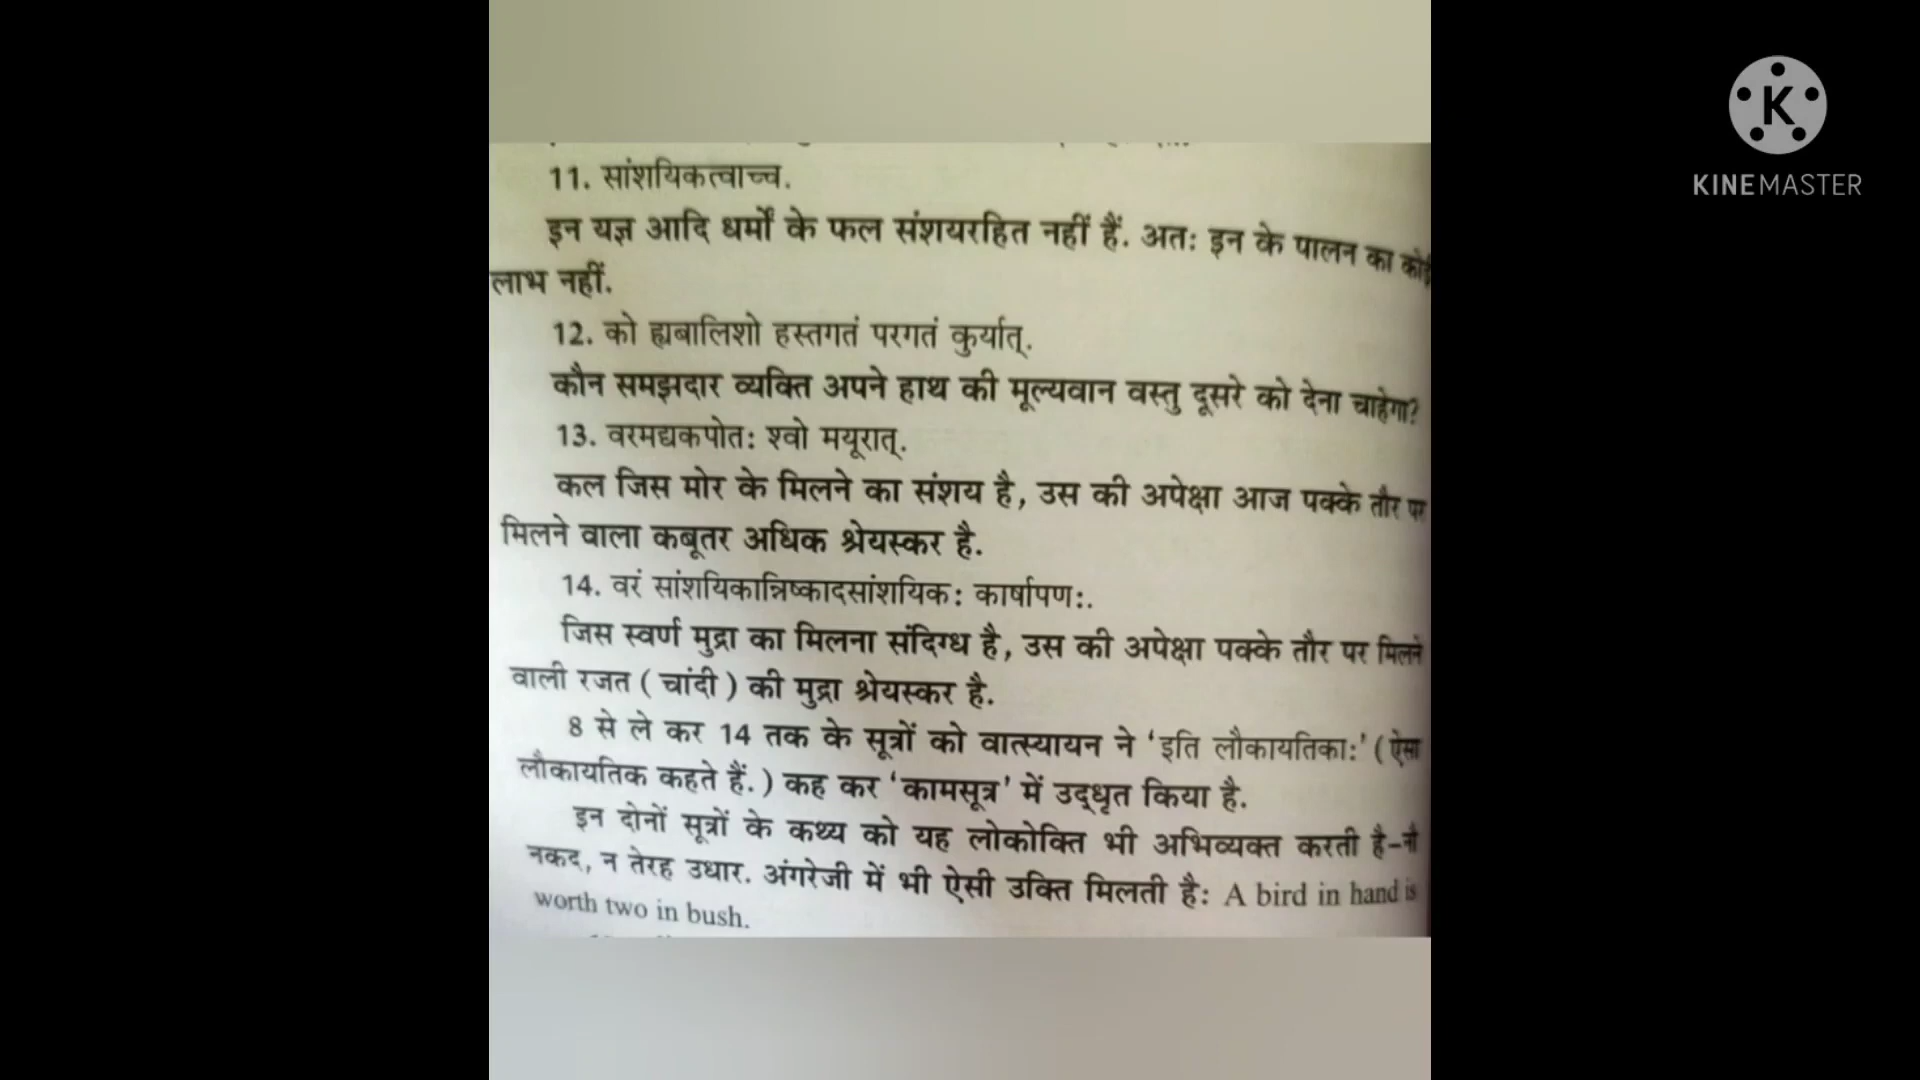 11. सांशयिकत्वाच्च.
इन यज्ञ आदि धर्मों के फल संशयरहित नहीं हैं. अतः इन के पालन का कोई
लाभ नहीं.
12. को ह्यबालिशो हस्तगतं परगतं कुर्यात्.
कौन समझदार व्यक्ति अपने हाथ की मूल्यवान वस्तु दूसरे को देना चाहेगा?
13. वरमद्यकपोतः श्वो मयूरात्.
कल जिस मोर के मिलने का संशय है, उस की अपेक्षा आज पक्के तौर पर
मिलने वाला कबूतर अधिक श्रेयस्कर है.
14. वरं सांशयिकान्निष्कादसांशयिकः कार्षापणः.
जिस स्वर्ण मुद्रा का मिलना संदिग्ध है, उस की अपेक्षा पक्के तौर पर मिलने
वाली रजत (चांदी) की मुद्रा श्रेयस्कर है.
8 से ले कर 14 तक के सूत्रों को वात्स्यायन ने 'इति लौकायतिकाः' (ऐसा
लौकायतिक कहते हैं.) कह कर 'कामसूत्र' में उद्धृत किया है.
इन दोनों सूत्रों के कथ्य को यह लोकोक्ति भी अभिव्यक्त करती है-नौ
नकद, न तेरह उधार. अंगरेजी में भी ऐसी उक्ति मिलती है: A bird in hand is
worth two in bush.
K
KINEMASTER